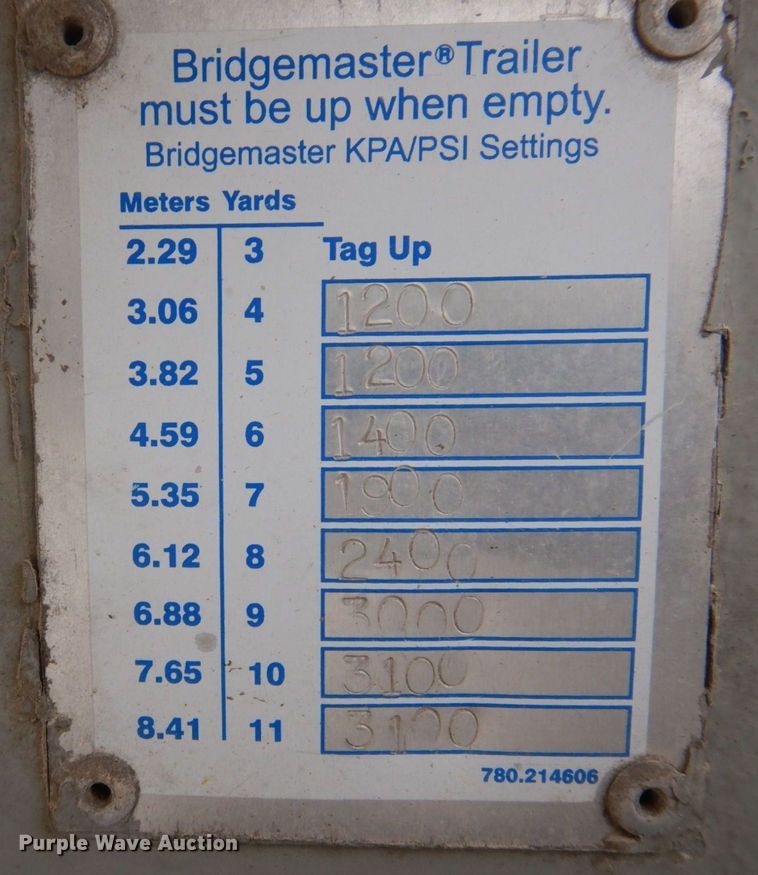 Bridgemaster® Trailer
must be up when empty.
Bridgemaster KPA/PSI Settings
Meters Yards
2.29 3 Tag Up
3.06 4 1200
3.82 5 1200
4.59 6 1400
5.35 7 1900
6.12 8 2400
6.88 9 3000
7.65 10 3100
8.41 11 3100
780.214606
Purple Wave Auction